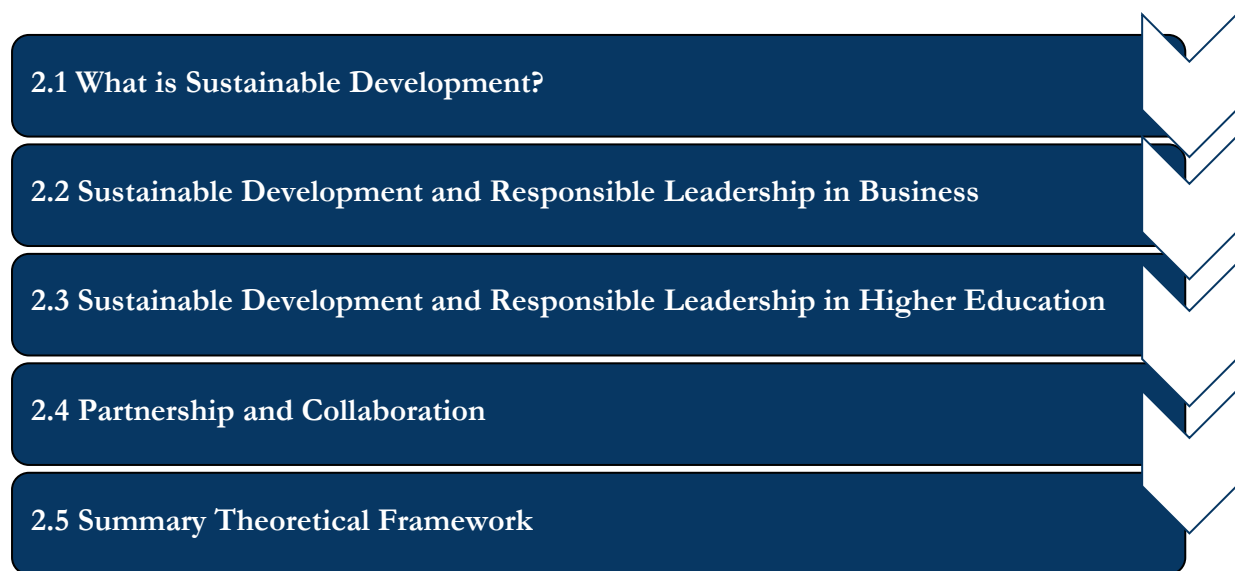 2.1 What is Sustainable Development?
2.2 Sustainable Development and Responsible Leadership in Business
2.3 Sustainable Development and Responsible Leadership in Higher Education
2.4 Partnership and Collaboration
2.5 Summary Theoretical Framework